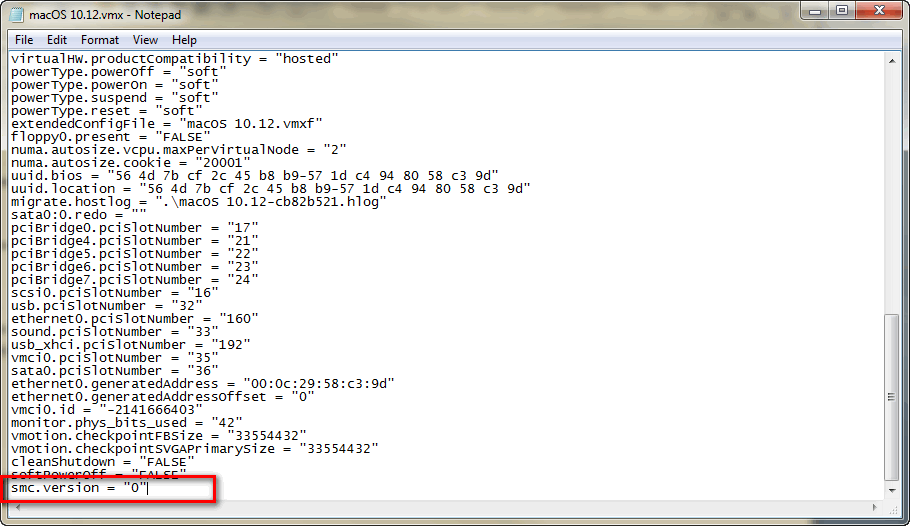 macOS 10.12.vmx - Notepad
File Edit Format View Help
virtualHW.productCompatibility = "hosted"
powerType.powerOff = "soft"
powerType.powerOn = "soft"
powerType.suspend = "soft"
powerType.reset = "soft"
extendedConfigFile = "macOS 10.12.vmxf"
floppy0.present = "FALSE"
numa.autosize.vcpu.maxPerVirtualNode = "2"
numa.autosize.cookie = "20001"
uuid.bios = "56 4d 7b cf 2c 45 b8 b9-57 1d c4 94 80 58 c3 9d"
uuid.location = "56 4d 7b cf 2c 45 b8 b9-57 1d c4 94 80 58 c3 9d"
migrate.hostlog = ".\macOS 10.12-cb82b521.hlog"
sata0:0.redo = ""
pciBridge0.pciSlotNumber = "17"
pciBridge4.pciSlotNumber = "21"
pciBridge5.pciSlotNumber = "22"
pciBridge6.pciSlotNumber = "23"
pciBridge7.pciSlotNumber = "24"
scsi0.pciSlotNumber = "16"
usb.pciSlotNumber = "32"
ethernet0.pciSlotNumber = "160"
sound.pciSlotNumber = "33"
usb_xhci.pciSlotNumber = "192"
vmci0.pciSlotNumber = "35"
sata0.pciSlotNumber = "36"
ethernet0.generatedAddress = "00:0c:29:58:c3:9d"
ethernet0.generatedAddressOffset = "0"
vmci0.id = "-2141666403"
monitor.phys_bits_used = "42"
vmotion.checkpointFBSize = "33554432"
vmotion.checkpointSVGAPrimarySize = "33554432"
cleanShutdown = "FALSE"
softPowerOff = "FALSE"
smc.version = "0"